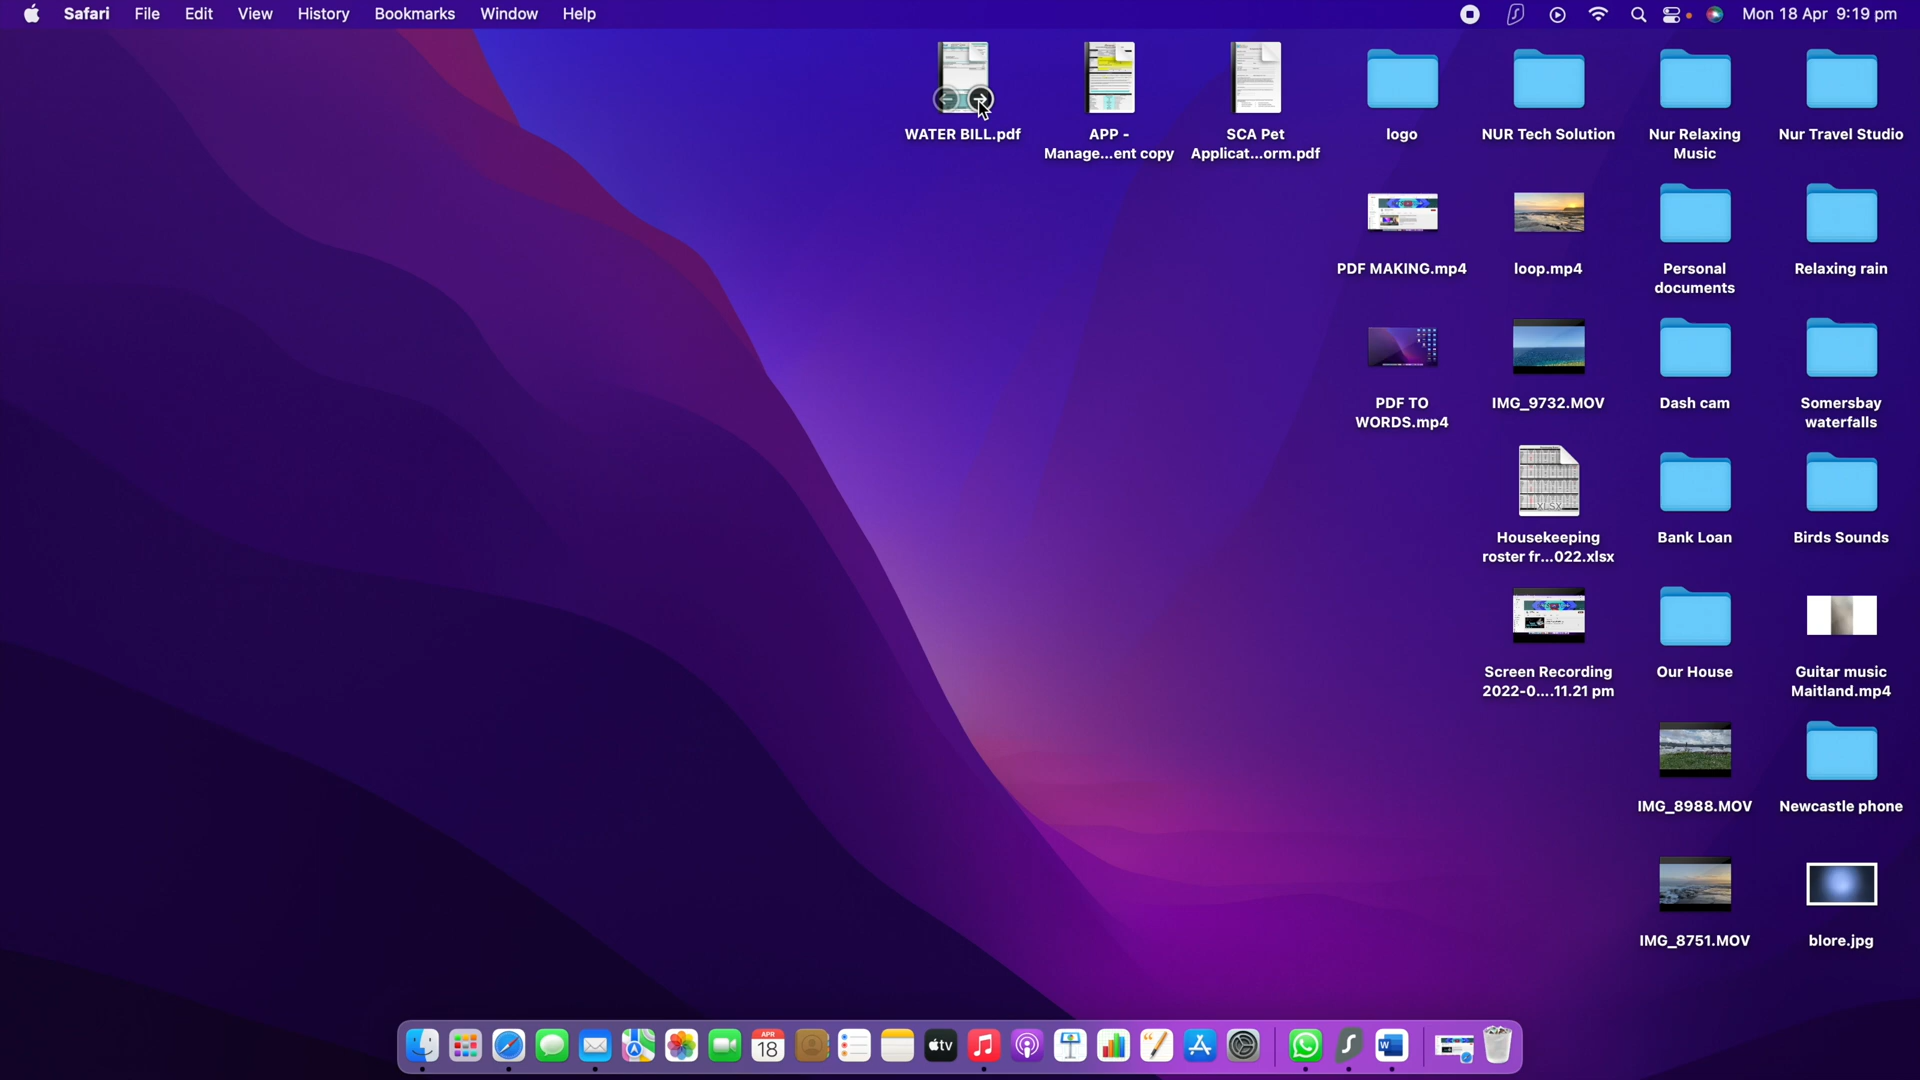 Safari File Edit View History Bookmarks Window Help
Mon 18 Apr 9:19 pm
WATER BILL.pdf
APP -
Manage...ent copy
SCA Pet
Applicat...orm.pdf
logo
NUR Tech Solution
Nur Relaxing
Music
Nur Travel Studio
PDF MAKING.mp4
loop.mp4
Personal
documents
Relaxing rain
PDF TO
WORDS.mp4
IMG_9732.MOV
Dash cam
Somersbay
waterfalls
XLSX
Housekeeping
roster fr...022.xlsx
Bank Loan
Birds Sounds
Screen Recording
2022-0....11.21 pm
Our House
Guitar music
Maitland.mp4
IMG_8988.MOV
Newcastle phone
IMG_8751.MOV
blore.jpg
APR
18
tv
W